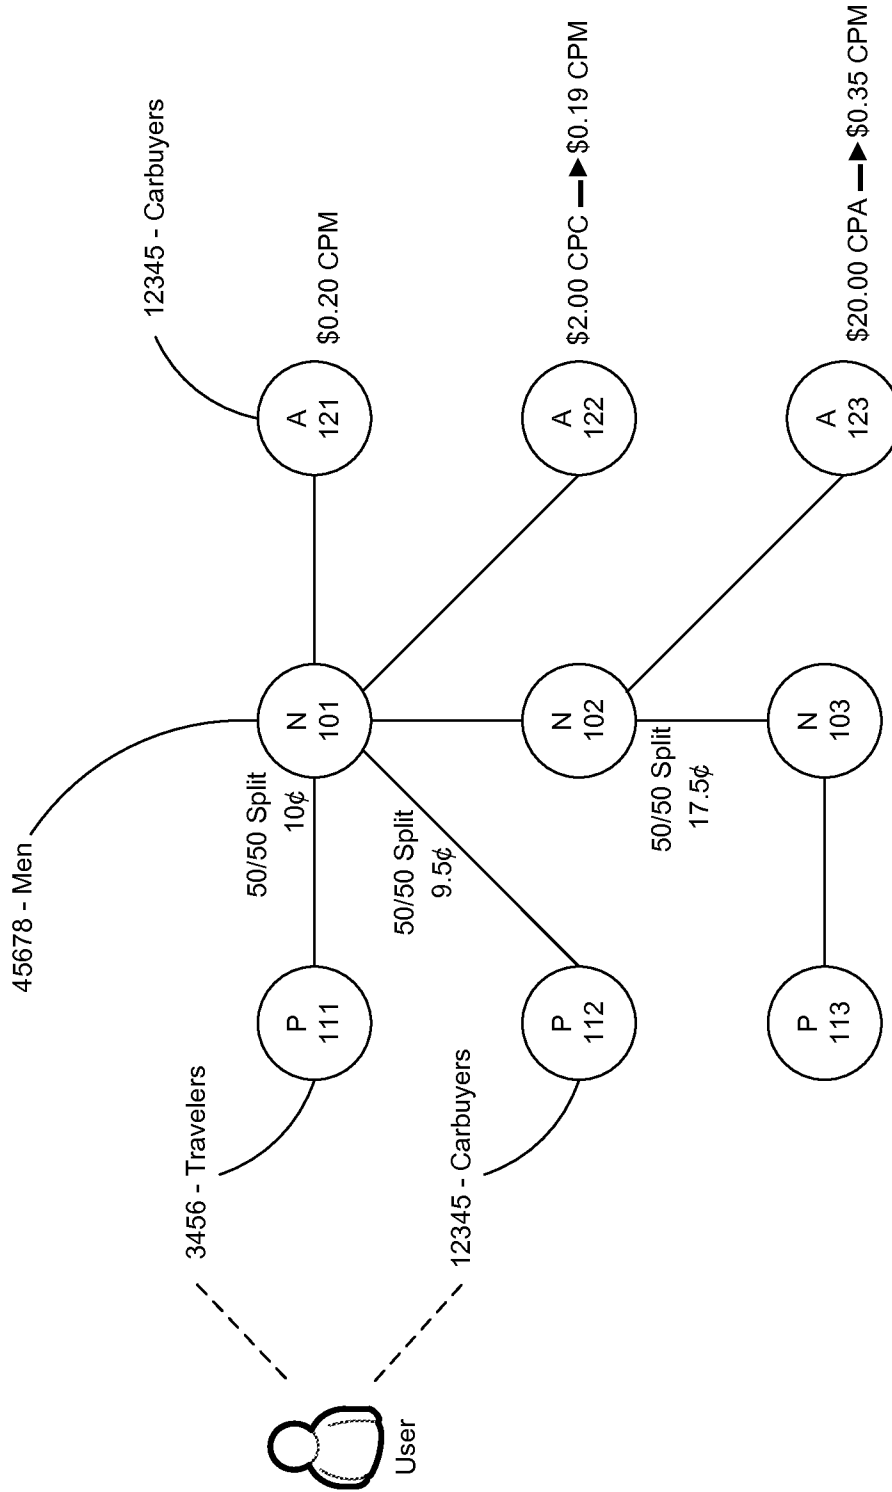 45678 - Men
12345 - Carbuyers
3456 - Travelers
50/50 Split
10¢
P
111
N
101
A
121
$0.20 CPM
User
12345 - Carbuyers
50/50 Split
9.5¢
P
112
N
102
A
122
$2.00 CPC
$0.19 CPM
50/50 Split
17.5¢
P
113
N
103
A
123
$20.00 CPA
$0.35 CPM